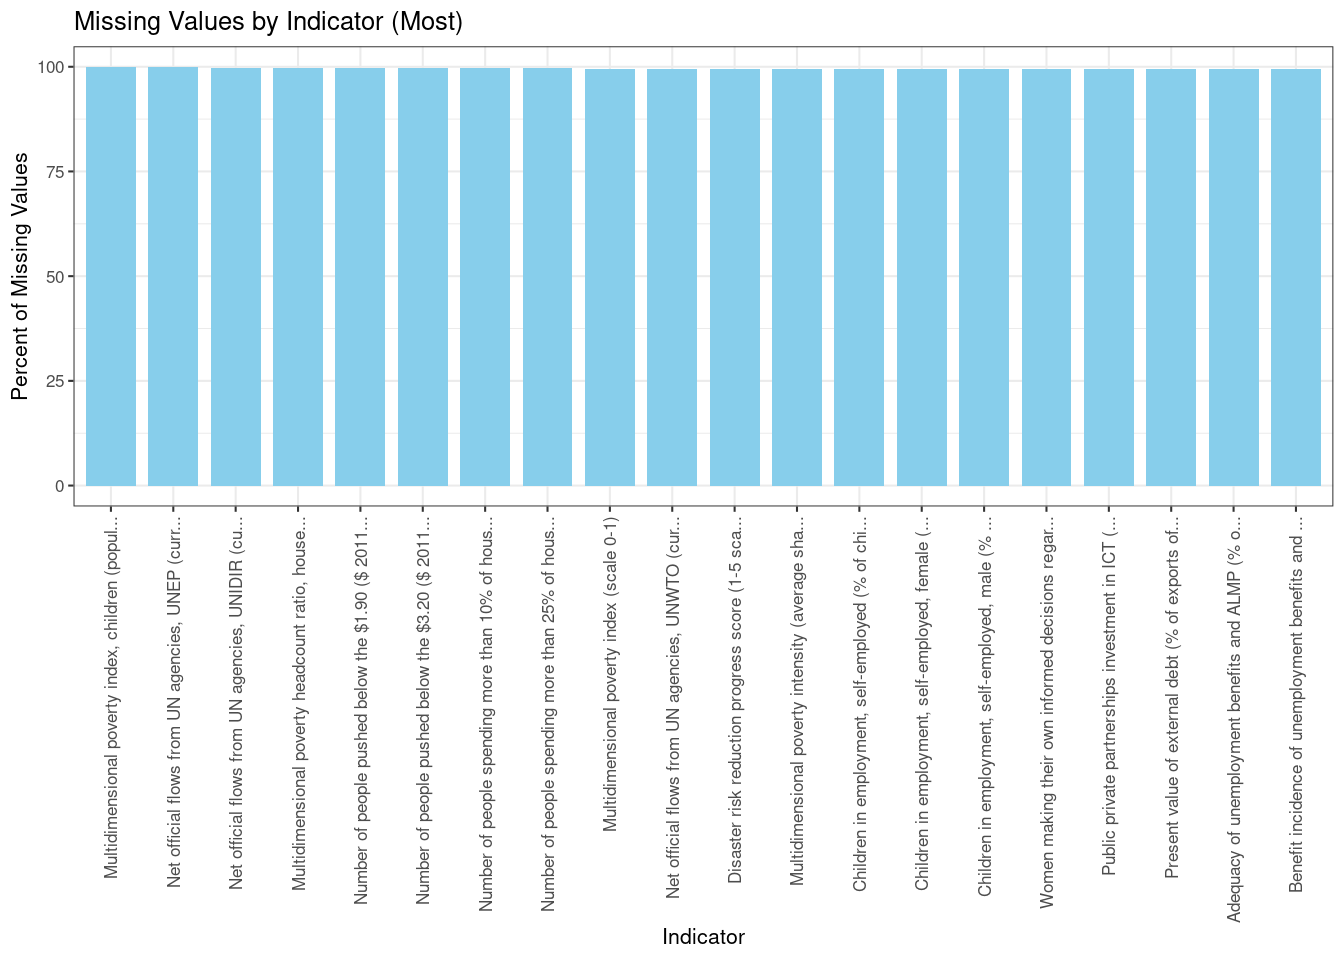 Missing Values by Indicator (Most)
Percent of Missing Values
100
75
50
25
0
Multidimensional poverty index, children (popul...
Net official flows from UN agencies, UNEP (curr...
Net official flows from UN agencies, UNIDIR (cu...
Multidimensional poverty headcount ratio, house...
Number of people pushed below the $1.90 ($ 2011...
Number of people pushed below the $3.20 ($ 2011...
Number of people spending more than 10% of hous...
Number of people spending more than 25% of hous...
Multidimensional poverty index (scale 0-1)
Net official flows from UN agencies, UNWTO (cur...
Disaster risk reduction progress score (1-5 sca...
Multidimensional poverty intensity (average sha...
Children in employment, self-employed (% of chi...
Children in employment, self-employed, female (...
Children in employment, self-employed, male (% ...
Women making their own informed decisions regar...
Public private partnerships investment in ICT (...
Present value of external debt (% of exports of...
Adequacy of unemployment benefits and ALMP (% o...
Benefit incidence of unemployment benefits and ...
Indicator